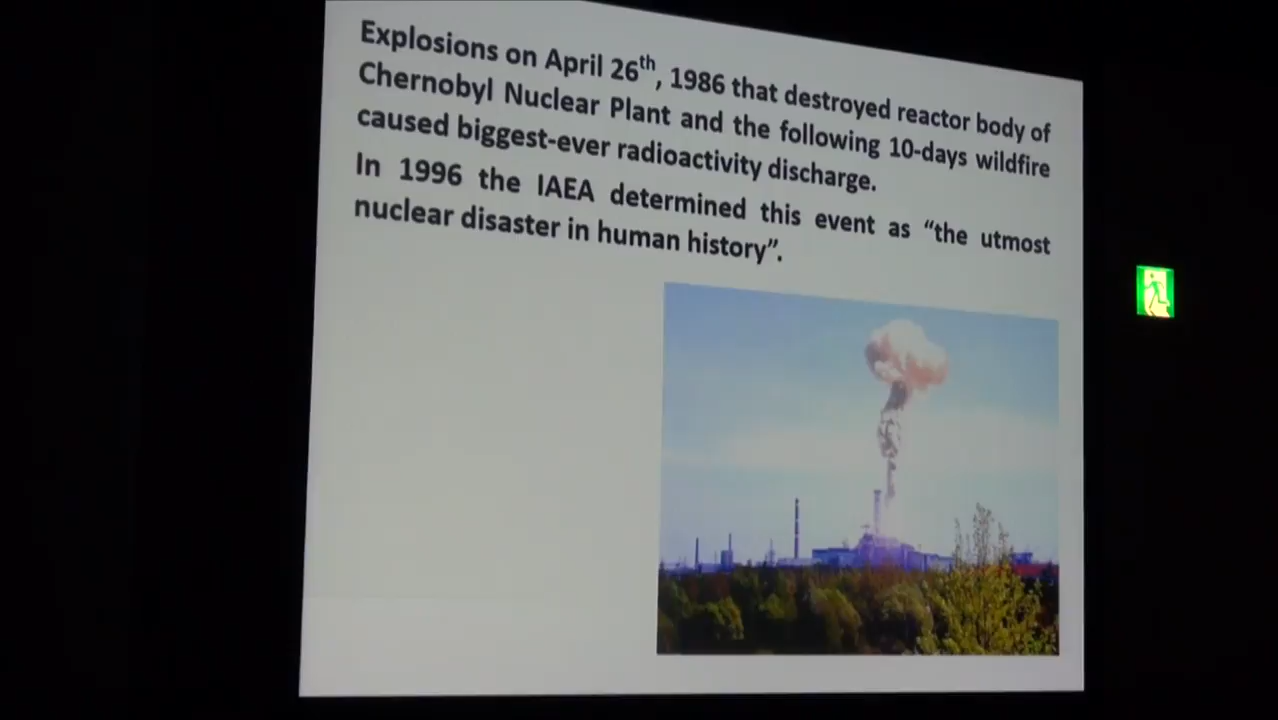 Explosions on April 26th, 1986 that destroyed reactor body of
Chernobyl Nuclear Plant and the following 10-days wildfire
caused biggest-ever radioactivity discharge.
In 1996 the IAEA determined this event as “the utmost
nuclear disaster in human history”.